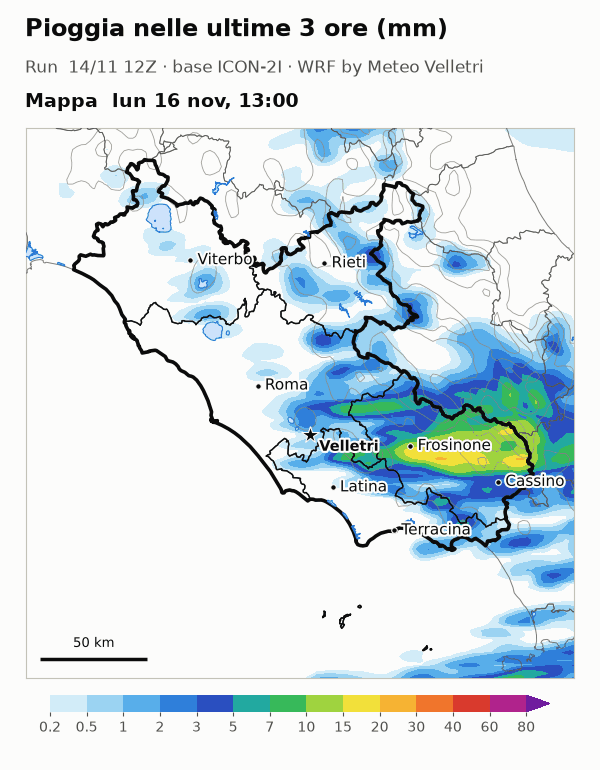 Pioggia nelle ultime 3 ore (mm)
Run 14/11 12Z · base ICON-2I · WRF by Meteo Velletri
Mappa lun 16 nov, 13:00
Viterbo
Rieti
Roma
Velletri
Frosinone
Latina
Cassino
Terracina
50 km
0.2 0.5 1 2 3 5 7 10 15 20 30 40 60 80